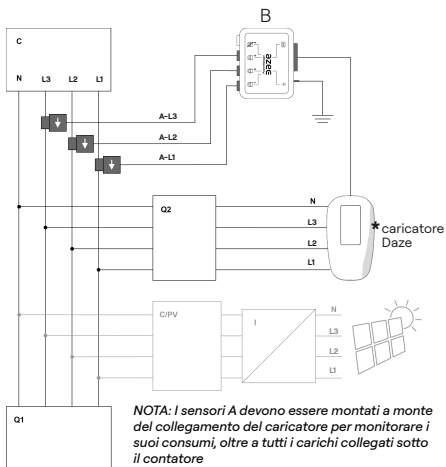 B
C
N L3 L2 L1
daze
A-L3
A-L2
A-L1
Q2
N
L3
L2
L1
* caricatore
Daze
C/PV
I
N
L3
L2
L1
Q1
NOTA: I sensori A devono essere montati a monte
del collegamento del caricatore per monitorare i
suoi consumi, oltre a tutti i carichi collegati sotto
il contatore